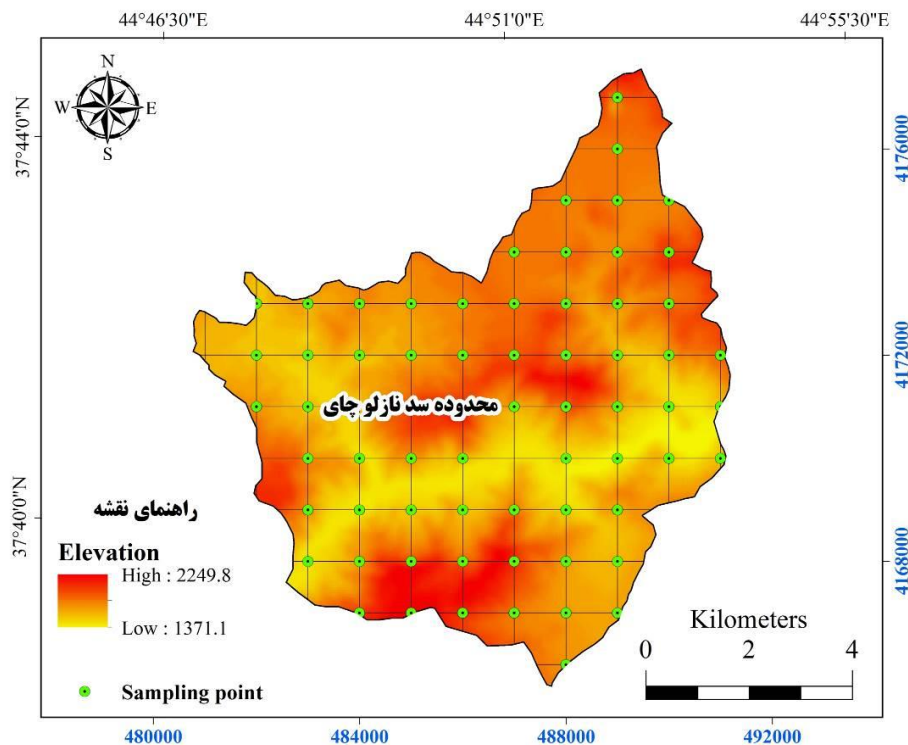 44°46'30"E 44°51'0"E 44°55'30"E
N
W E
S
37°44'0"N
4176000
4172000
محدوده سد نازلو چای
37°40'0"N
راهنمای نقشه
Elevation
High : 2249.8
Low : 1371.1
4168000
Kilometers
0 2 4
Sampling point
480000 484000 488000 492000